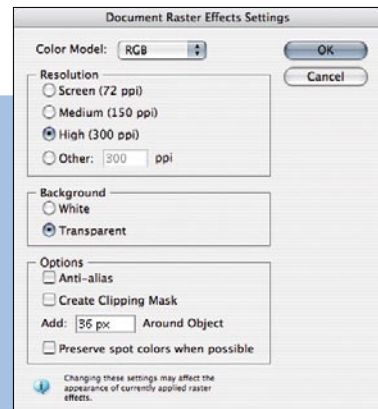 Document Raster Effects Settings
Color Model: RGB
OK
Cancel
Resolution
Screen (72 ppi)
Medium (150 ppi)
High (300 ppi)
Other: 300 ppi
Background
White
Transparent
Options
Anti-alias
Create Clipping Mask
Add: 36 px Around Object
Preserve spot colors when possible
Changing these settings may affect the
appearance of currently applied raster
effects.